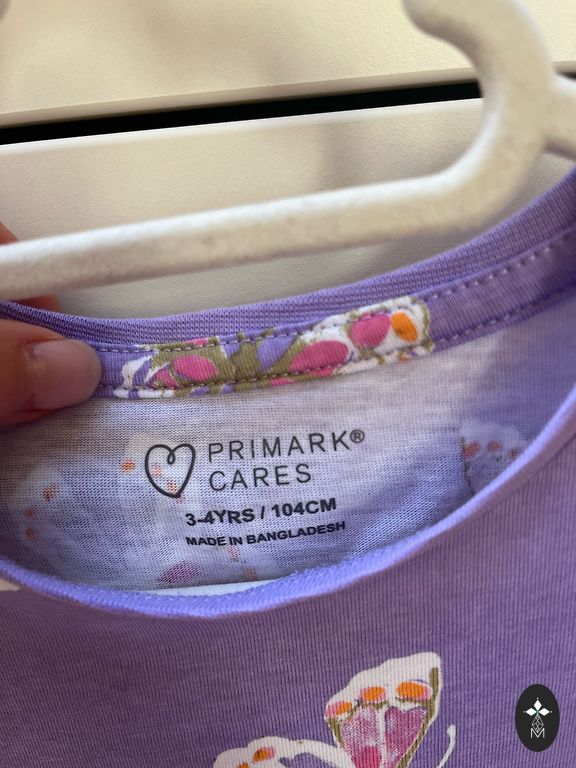 PRIMARK®
CARES
3-4YRS / 104CM
MADE IN BANGLADESH
M